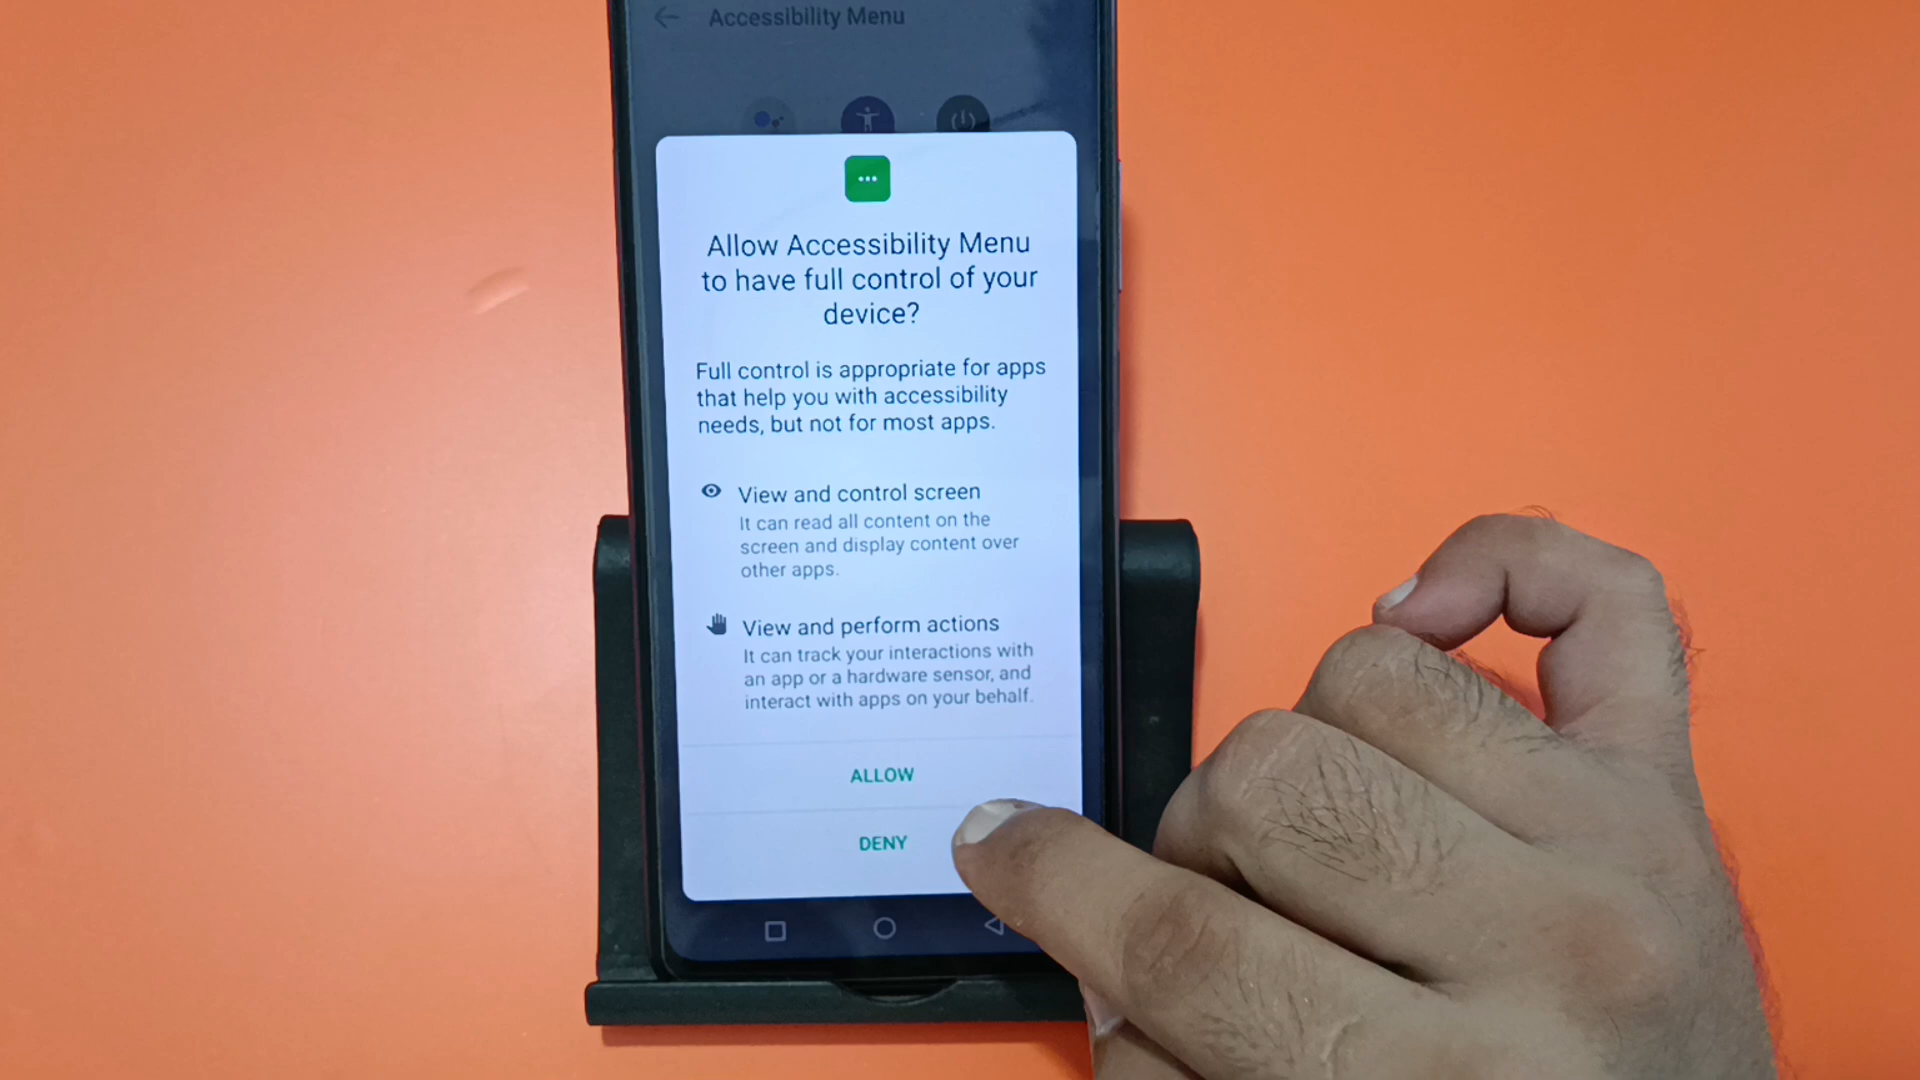 Accessibility Menu
Allow Accessibility Menu
to have full control of your
device?
Full control is appropriate for apps
that help you with accessibility
needs, but not for most apps.
View and control screen
It can read all content on the
screen and display content over
other apps.
View and perform actions
It can track your interactions with
an app or a hardware sensor, and
interact with apps on your behalf.
ALLOW
DENY